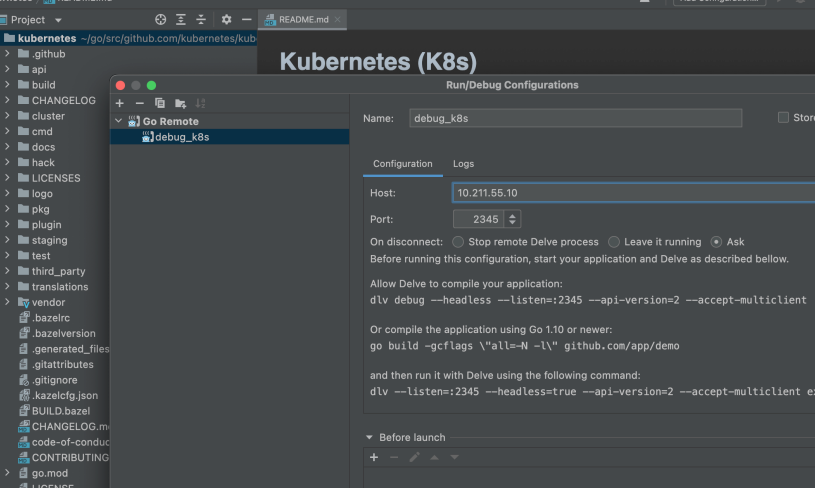 README.md
Project
README.md
kubernetes ~/go/src/github.com/kubernetes/kub
Kubernetes (K8s)
.github
api
build
CHANGELOG
cluster
cmd
docs
hack
LICENSES
logo
pkg
plugin
staging
test
third_party
translations
vendor
.bazelrc
.bazelversion
.generated_files
.gitattributes
.gitignore
.kazelcfg.json
BUILD.bazel
CHANGELOG.m
code-of-conduc
CONTRIBUTING
go.mod
LICENSE
Run/Debug Configurations
Go Remote
debug_k8s
Name: debug_k8s
Stor
Configuration Logs
Host: 10.211.55.10
Port: 2345
On disconnect: Stop remote Delve process Leave it running Ask
Before running this configuration, start your application and Delve as described bellow.
Allow Delve to compile your application:
dlv debug --headless --listen=:2345 --api-version=2 --accept-multiclient
Or compile the application using Go 1.10 or newer:
go build -gcflags \"all=-N -l\" github.com/app/demo
and then run it with Delve using the following command:
dlv --listen=:2345 --headless=true --api-version=2 --accept-multiclient e
Before launch